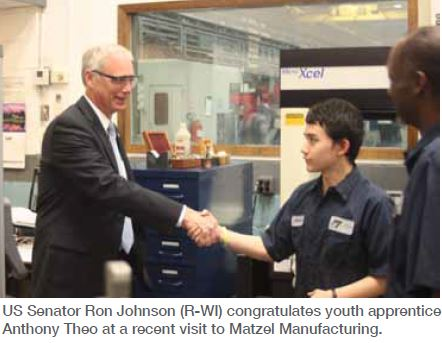 Xcel
US Senator Ron Johnson (R-WI) congratulates youth apprentice
Anthony Theo at a recent visit to Matzel Manufacturing.